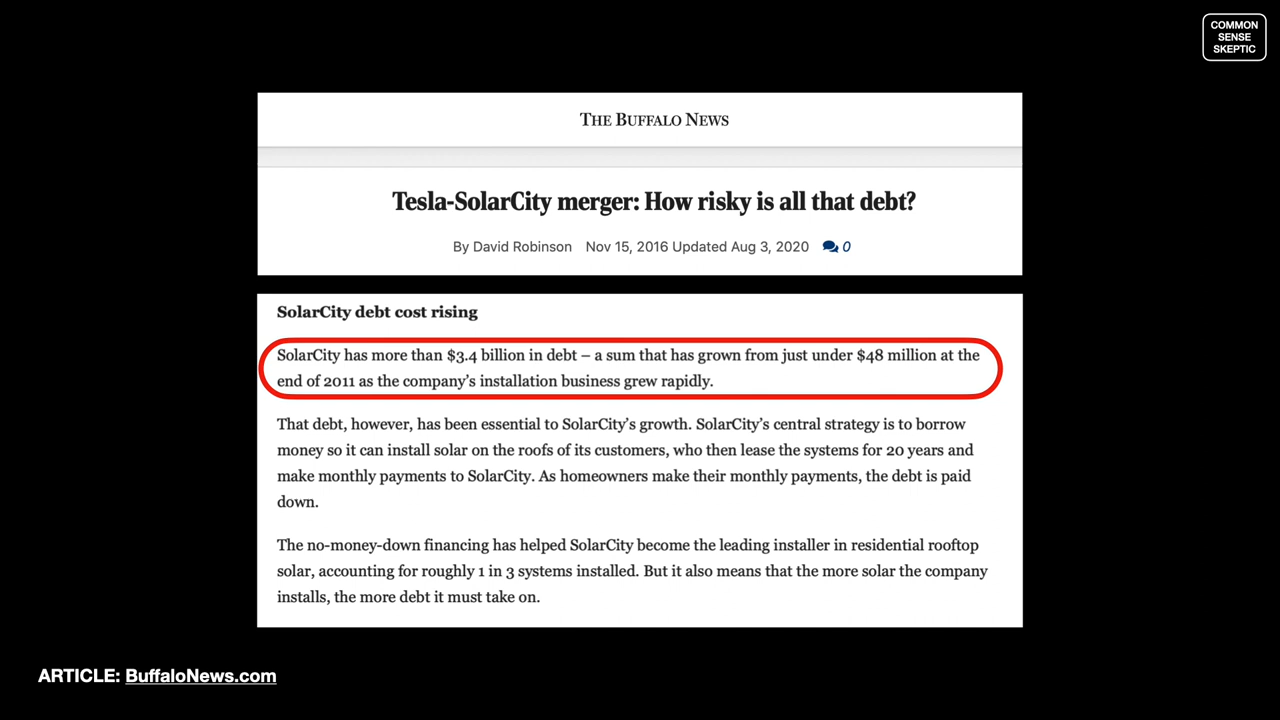 COMMON
SENSE
SKEPTIC
THE BUFFALO NEWS
Tesla-SolarCity merger: How risky is all that debt?
By David Robinson Nov 15, 2016 Updated Aug 3, 2020 0
SolarCity debt cost rising
SolarCity has more than $3.4 billion in debt – a sum that has grown from just under $48 million at the
end of 2011 as the company’s installation business grew rapidly.
That debt, however, has been essential to SolarCity’s growth. SolarCity’s central strategy is to borrow
money so it can install solar on the roofs of its customers, who then lease the systems for 20 years and
make monthly payments to SolarCity. As homeowners make their monthly payments, the debt is paid
down.
The no-money-down financing has helped SolarCity become the leading installer in residential rooftop
solar, accounting for roughly 1 in 3 systems installed. But it also means that the more solar the company
installs, the more debt it must take on.
ARTICLE: BuffaloNews.com